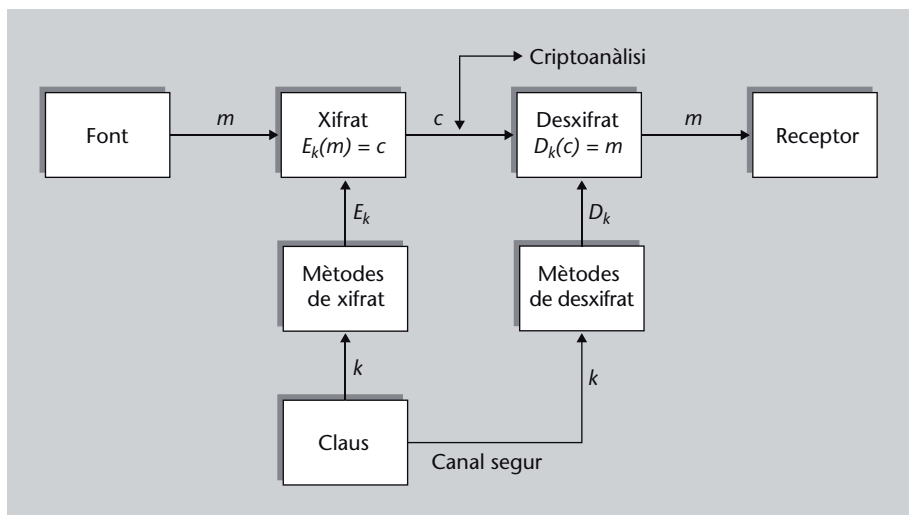 Criptoanàlisi
Font
m
Xifrat
E_k(m) = c
c
Desxifrat
D_k(c) = m
m
Receptor
E_k
D_k
Mètodes
de xifrat
Mètodes
de desxifrat
k
k
Claus
Canal segur